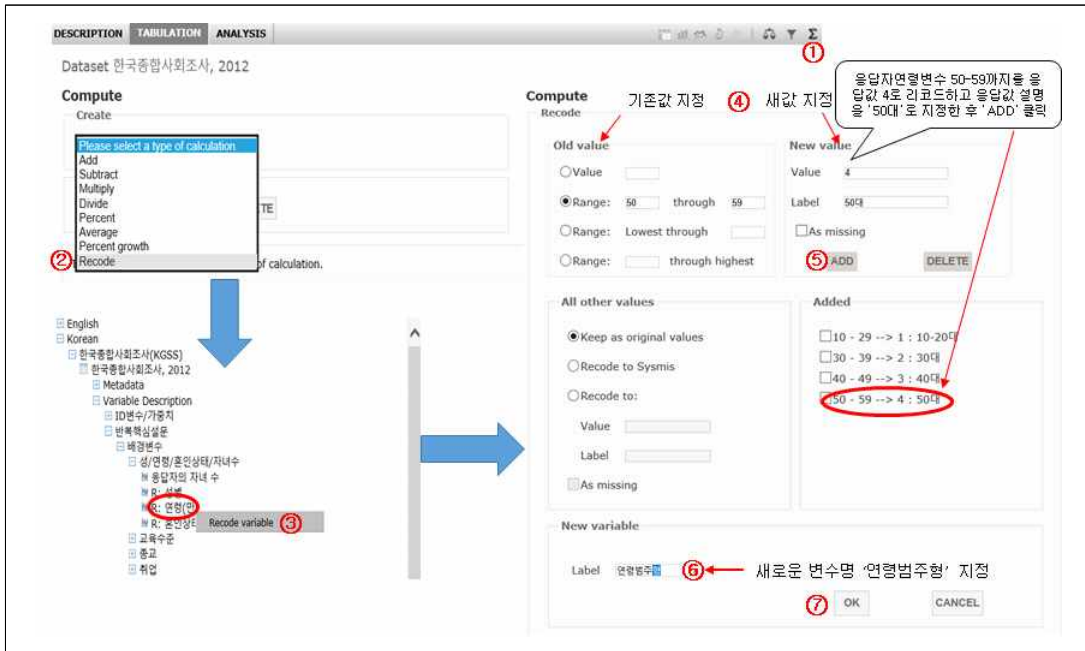 DESCRIPTION TABULATION ANALYSIS
①
Dataset 한국종합사회조사, 2012
Compute
Create
Please select a type of calculation
Add
Subtract
Multiply
Divide
Percent
Average
Percent growth
② Recode
TE
of calculation.
English
Korean
한국종합사회조사(KGSS)
한국종합사회조사, 2012
Metadata
Variable Description
ID변수/가중치
반복핵심설문
배경변수
성/연령/혼인상태/자녀수
응답자의 자녀 수
R: 성별
R: 연령(만
R: 혼인상태
Recode variable ③
교육수준
종교
취업
Compute
기존값 지정 ④ 새값 지정
응답자연령변수 50-59까지를 응
답값 4로 리코드하고 응답값 설명
을 '50대'로 지정한 후 'ADD' 클릭
Recode
Old value
Value
Range: 50 through 59
Range: Lowest through
Range: through highest
New value
Value 4
Label 50대
As missing
⑤ ADD DELETE
All other values
Keep as original values
Recode to Sysmis
Recode to:
Value
Label
As missing
Added
10 - 29 --> 1 : 10-20대
30 - 39 --> 2 : 30대
40 - 49 --> 3 : 40대
50 - 59 --> 4 : 50대
New variable
Label 연령범주형 ⑥ 새로운 변수명 '연령범주형' 지정
⑦ OK CANCEL